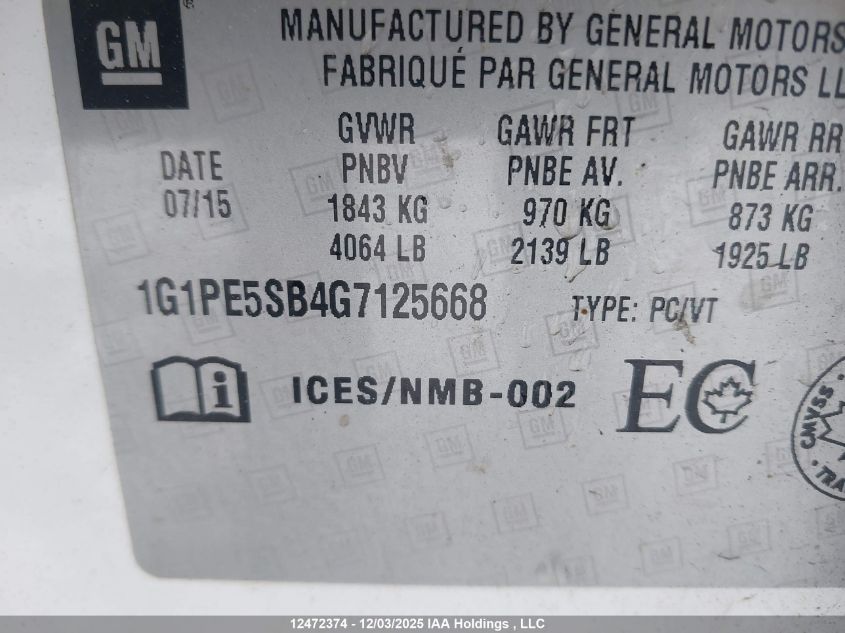 GM
MANUFACTURED BY GENERAL MOTORS
FABRIQUÉ PAR GENERAL MOTORS LL
GVWR GAWR FRT GAWR RR
DATE PNBV PNBE AV. PNBE ARR.
07/15 1843 KG 970 KG 873 KG
4064 LB 2139 LB 1925 LB
1G1PE5SB4G7125668 TYPE: PC/VT
i ICES/NMB-002 EC
CMVSS · TRA
12472374 - 12/03/2025 IAA Holdings , LLC